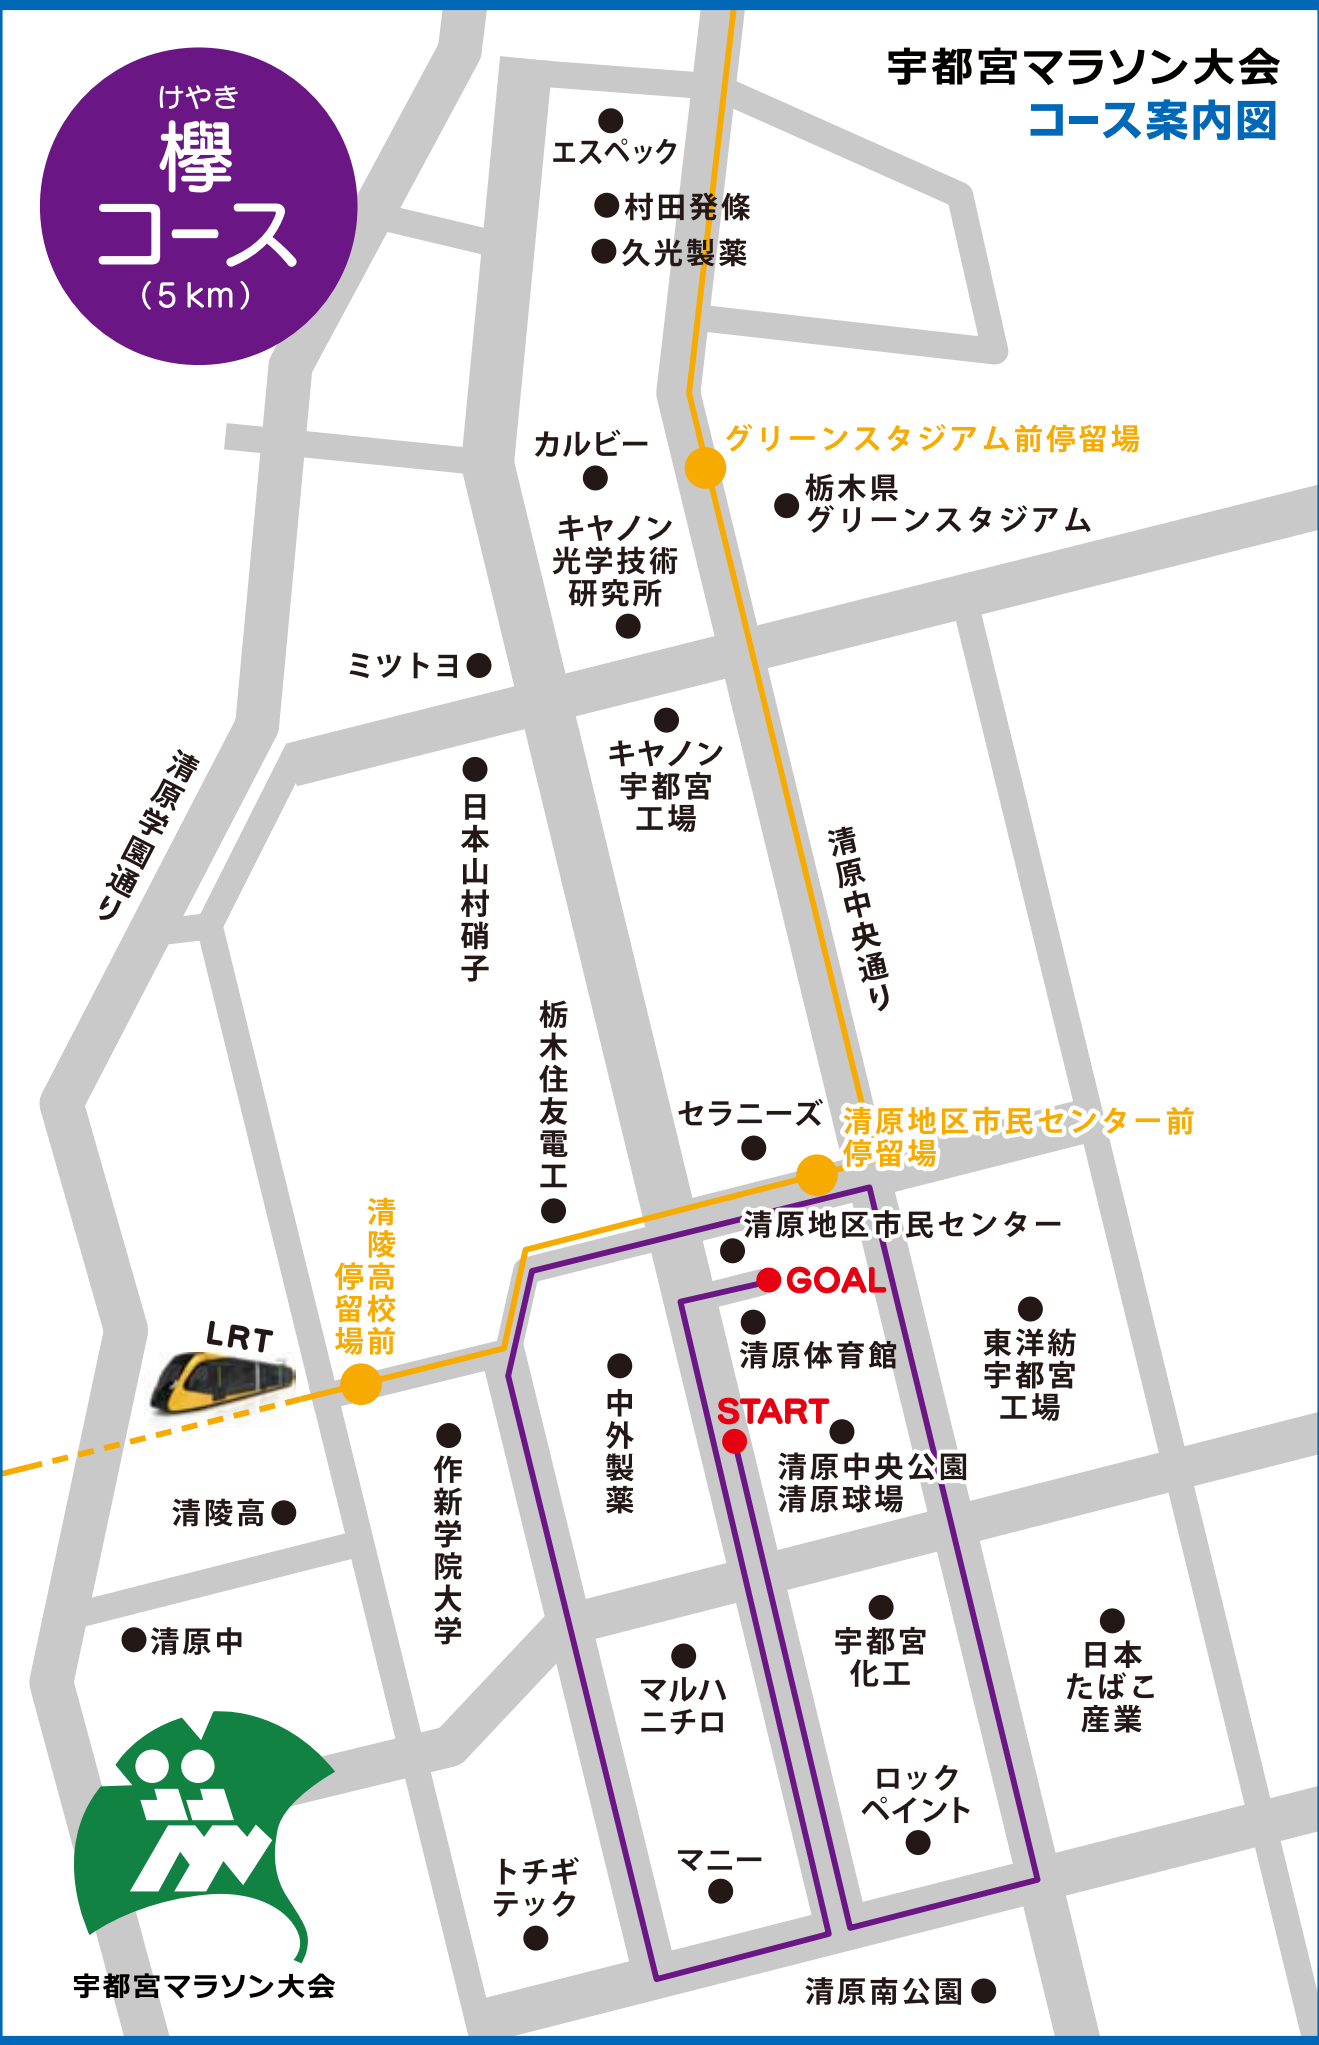 宇都宮マラソン大会
コース案内図
けやき
欅
コース
(5km)
エスペック
村田発條
久光製薬
グリーンスタジアム前停留場
カルビー
栃木県
グリーンスタジアム
キヤノン
光学技術
研究所
ミツトヨ
キヤノン
宇都宮
工場
清原学園通り
日本山村硝子
清原中央通り
栃木住友電工
セラニーズ
清原地区市民センター前
停留場
清陵高校前
停留場
清原地区市民センター
GOAL
清原体育館
東洋紡
宇都宮
工場
LRT
中外製薬
START
清原中央公園
清原球場
作新学院大学
清陵高
清原中
宇都宮
化工
日本
たばこ
産業
マルハ
ニチロ
ロック
ペイント
マニー
トチギ
テック
清原南公園
宇都宮マラソン大会